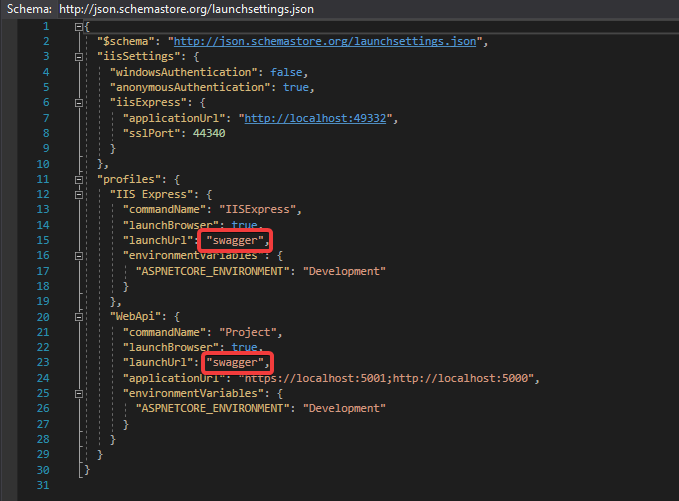 Schema: http://json.schemastore.org/launchsettings.json
1 {
2 "$schema": "http://json.schemastore.org/launchsettings.json",
3 "iisSettings": {
4 "windowsAuthentication": false,
5 "anonymousAuthentication": true,
6 "iisExpress": {
7 "applicationUrl": "http://localhost:49332",
8 "sslPort": 44340
9 }
10 },
11 "profiles": {
12 "IIS Express": {
13 "commandName": "IISExpress",
14 "launchBrowser": true,
15 "launchUrl": "swagger",
16 "environmentVariables": {
17 "ASPNETCORE_ENVIRONMENT": "Development"
18 }
19 },
20 "WebApi": {
21 "commandName": "Project",
22 "launchBrowser": true,
23 "launchUrl": "swagger",
24 "applicationUrl": "https://localhost:5001;http://localhost:5000",
25 "environmentVariables": {
26 "ASPNETCORE_ENVIRONMENT": "Development"
27 }
28 }
29 }
30 }
31